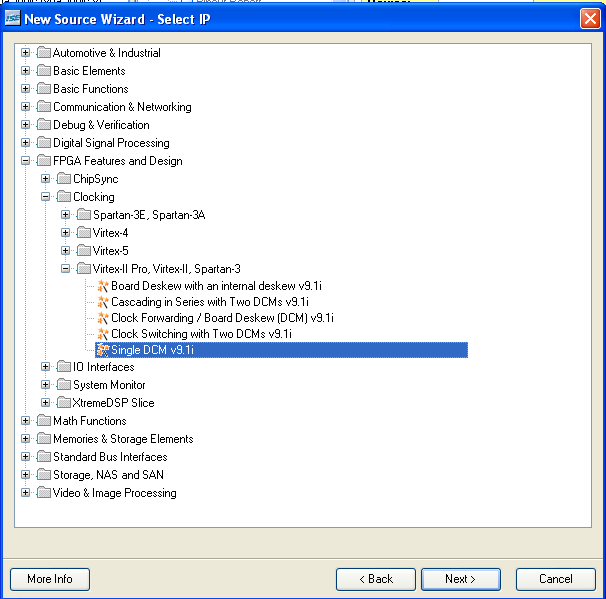 New Source Wizard - Select IP
Automotive & Industrial
Basic Elements
Basic Functions
Communication & Networking
Debug & Verification
Digital Signal Processing
FPGA Features and Design
ChipSync
Clocking
Spartan-3E, Spartan-3A
Virtex-4
Virtex-5
Virtex-II Pro, Virtex-II, Spartan-3
Board Deskew with an internal deskew v9.1i
Cascading in Series with Two DCMs v9.1i
Clock Forwarding / Board Deskew (DCM) v9.1i
Clock Switching with Two DCMs v9.1i
Single DCM v9.1i
IO Interfaces
System Monitor
XtremeDSP Slice
Math Functions
Memories & Storage Elements
Standard Bus Interfaces
Storage, NAS and SAN
Video & Image Processing
More Info
< Back
Next >
Cancel